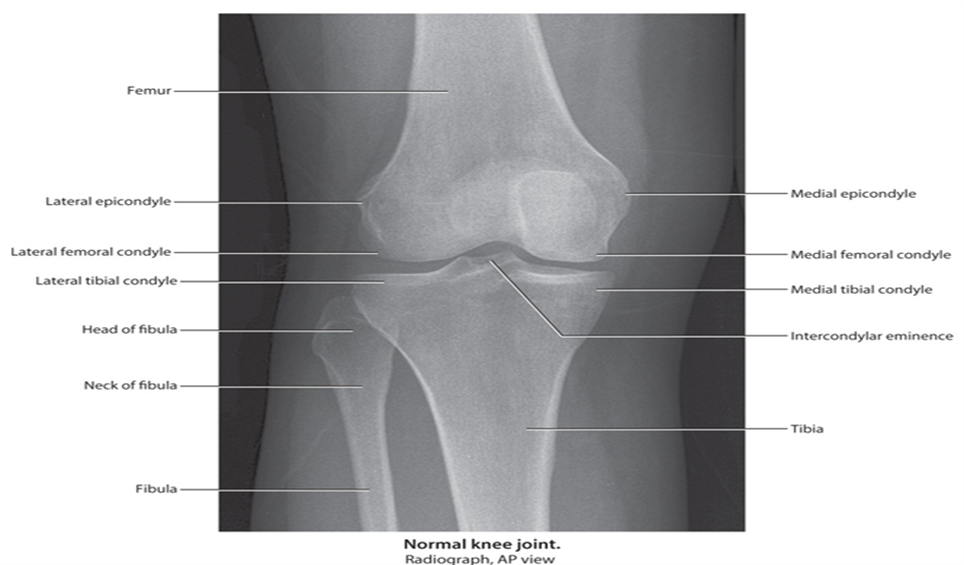 Femur
Lateral epicondyle
Lateral femoral condyle
Lateral tibial condyle
Head of fibula
Neck of fibula
Fibula
Medial epicondyle
Medial femoral condyle
Medial tibial condyle
Intercondylar eminence
Tibia
Normal knee joint.
Radiograph, AP view